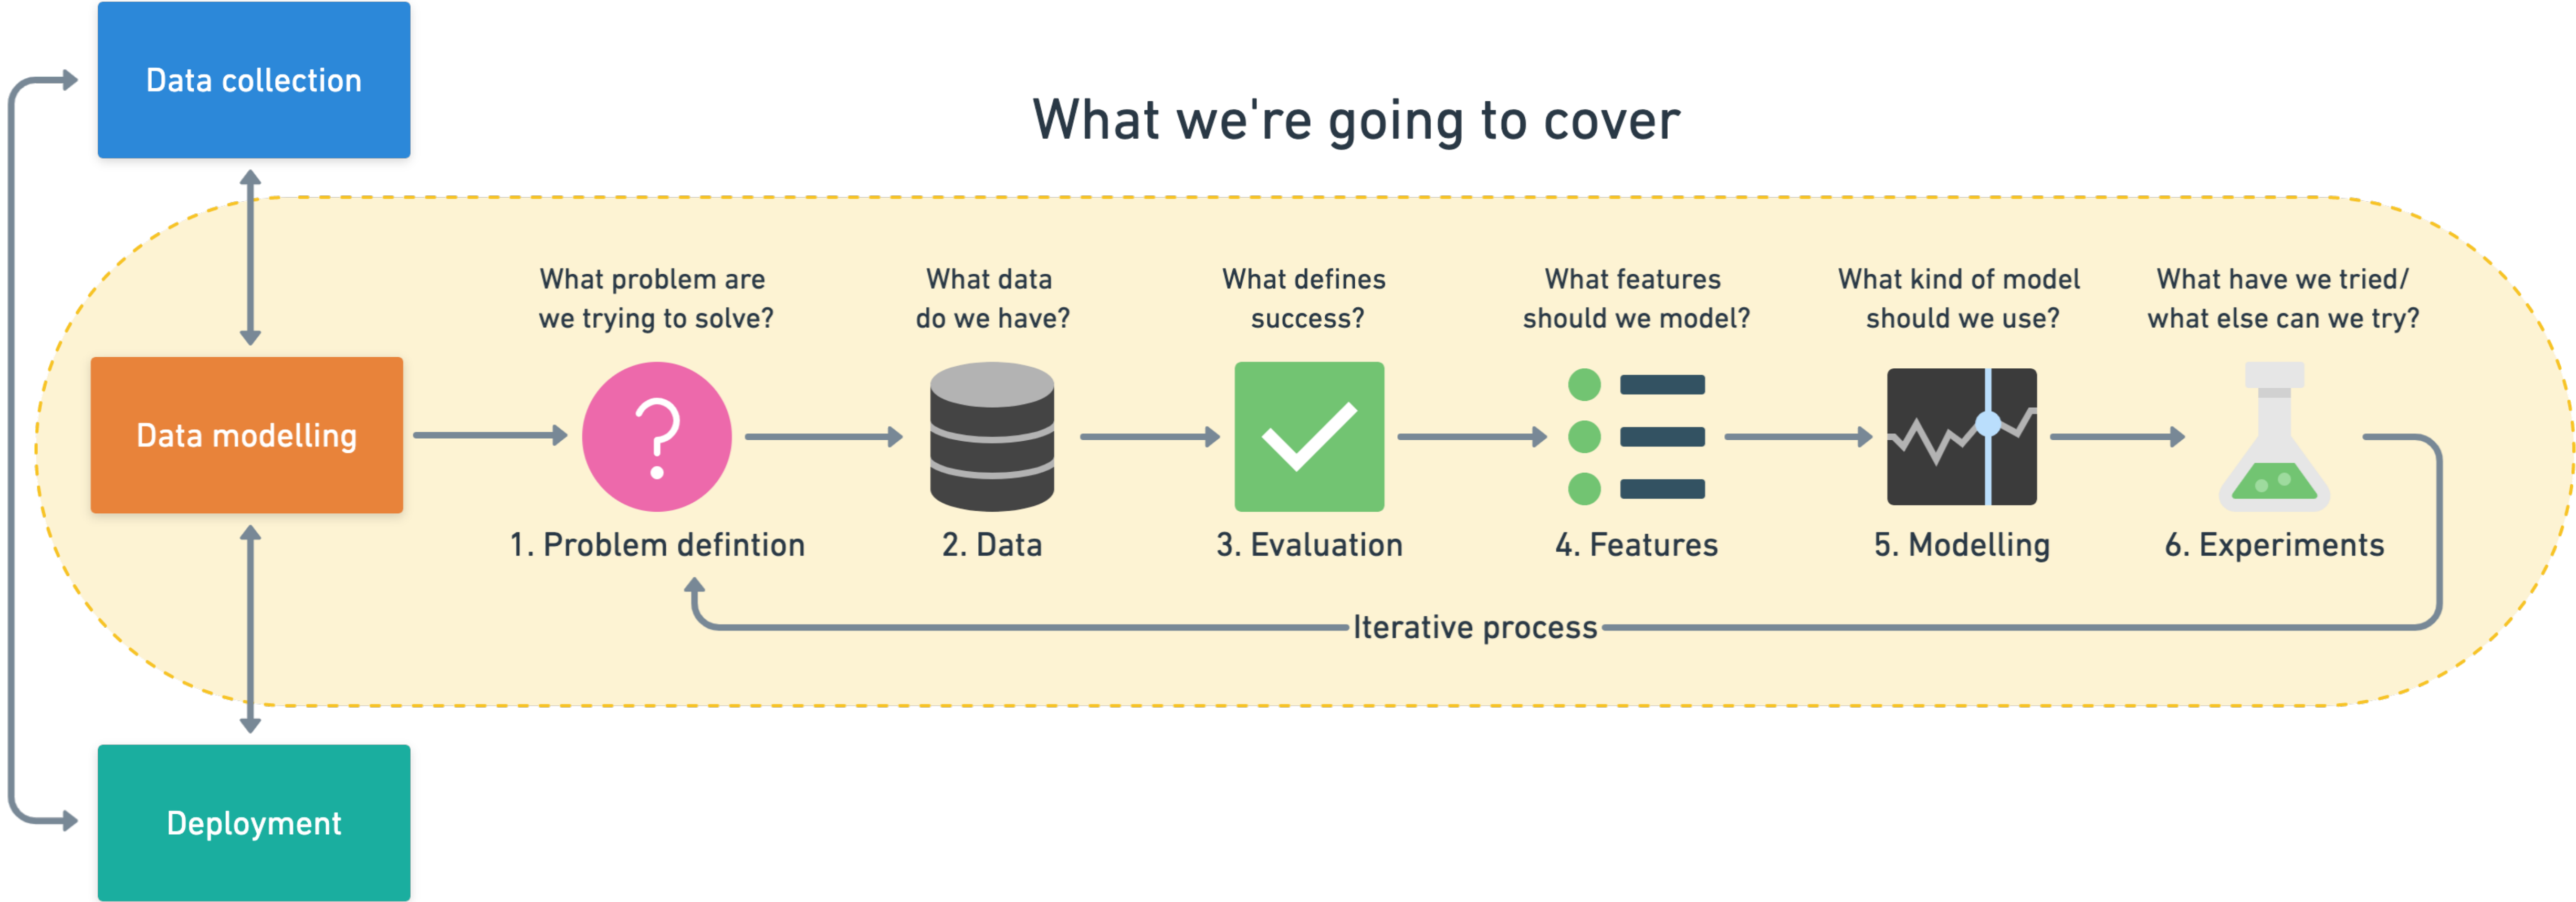 Data collection
What we're going to cover
What problem are
we trying to solve?
What data
do we have?
What defines
success?
What features
should we model?
What kind of model
should we use?
What have we tried/
what else can we try?
Data modelling
1. Problem defintion
2. Data
3. Evaluation
4. Features
5. Modelling
6. Experiments
Iterative process
Deployment